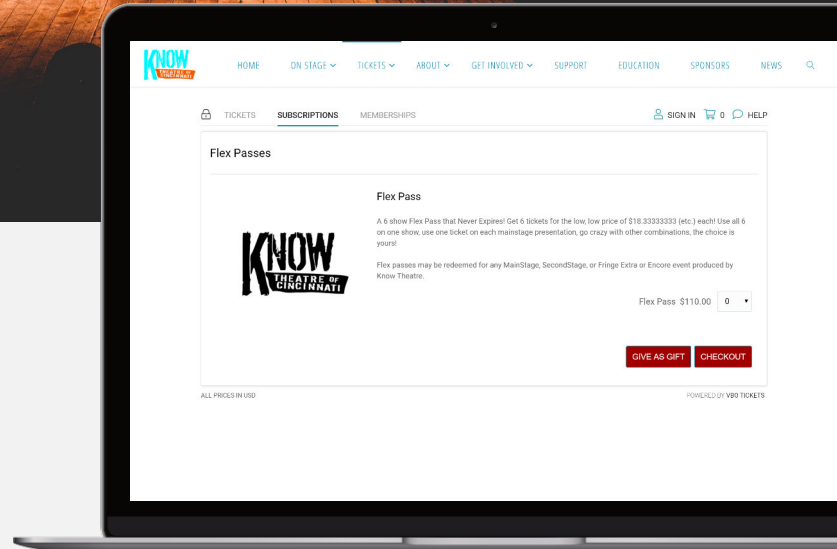 KNOW
THEATRE OF
CINCINNATI
HOME ON STAGE TICKETS ABOUT GET INVOLVED SUPPORT EDUCATION SPONSORS NEWS
TICKETS SUBSCRIPTIONS MEMBERSHIPS SIGN IN 0 HELP
Flex Passes
Flex Pass
A 6 show Flex Pass that Never Expires! Get 6 tickets for the low, low price of $18.33333333 (etc.) each! Use all 6
on one show, use one ticket on each mainstage presentation, go crazy with other combinations, the choice is
yours!
KNOW
THEATRE OF
CINCINNATI
Flex passes may be redeemed for any MainStage, SecondStage, or Fringe Extra or Encore event produced by
Know Theatre.
Flex Pass $110.00 0
GIVE AS GIFT CHECKOUT
ALL PRICES IN USD POWERED BY VBO TICKETS